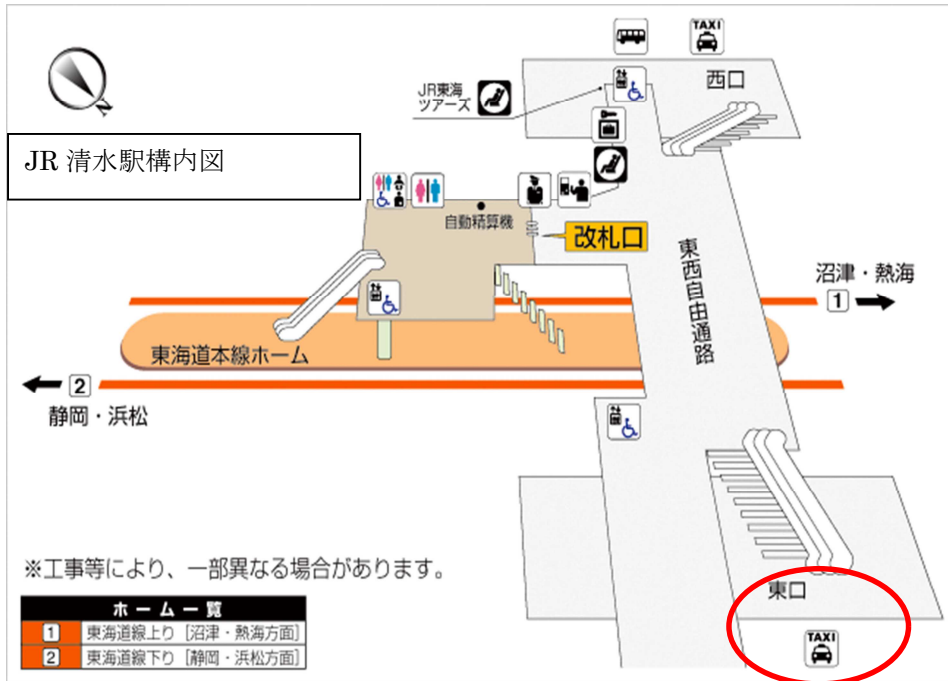 TAXI
西口
JR東海
ツアーズ
JR 清水駅構内図
自動精算機
改札口
東西自由通路
沼津・熱海
1
東海道本線ホーム
2
静岡・浜松
※工事等により、一部異なる場合があります。
東口
TAXI
ホーム一覧
1 東海道線上り［沼津・熱海方面］
2 東海道線下り［静岡・浜松方面］